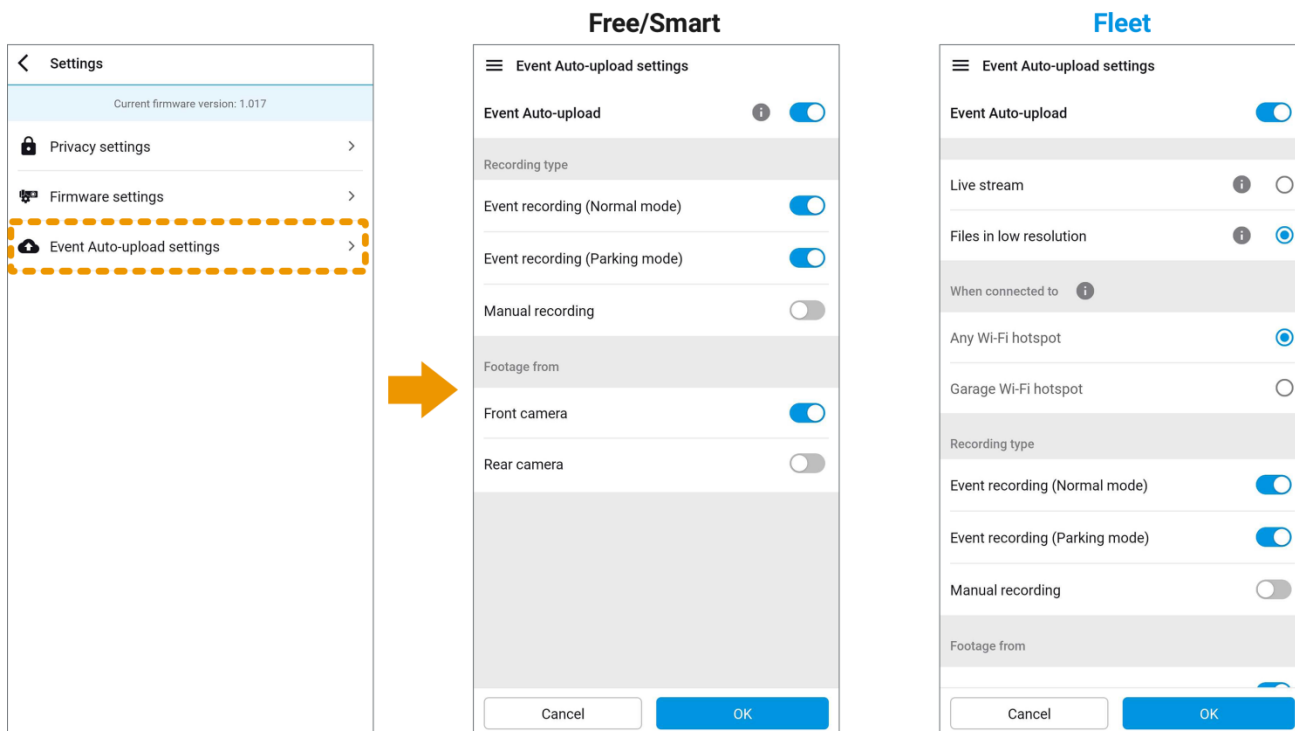 Free/Smart
Fleet
Settings
Current firmware version: 1.017
Privacy settings
Firmware settings
Event Auto-upload settings
Event Auto-upload settings
Event Auto-upload
Recording type
Event recording (Normal mode)
Event recording (Parking mode)
Manual recording
Footage from
Front camera
Rear camera
Cancel
OK
Event Auto-upload settings
Event Auto-upload
Live stream
Files in low resolution
When connected to
Any Wi-Fi hotspot
Garage Wi-Fi hotspot
Recording type
Event recording (Normal mode)
Event recording (Parking mode)
Manual recording
Footage from
Cancel
OK